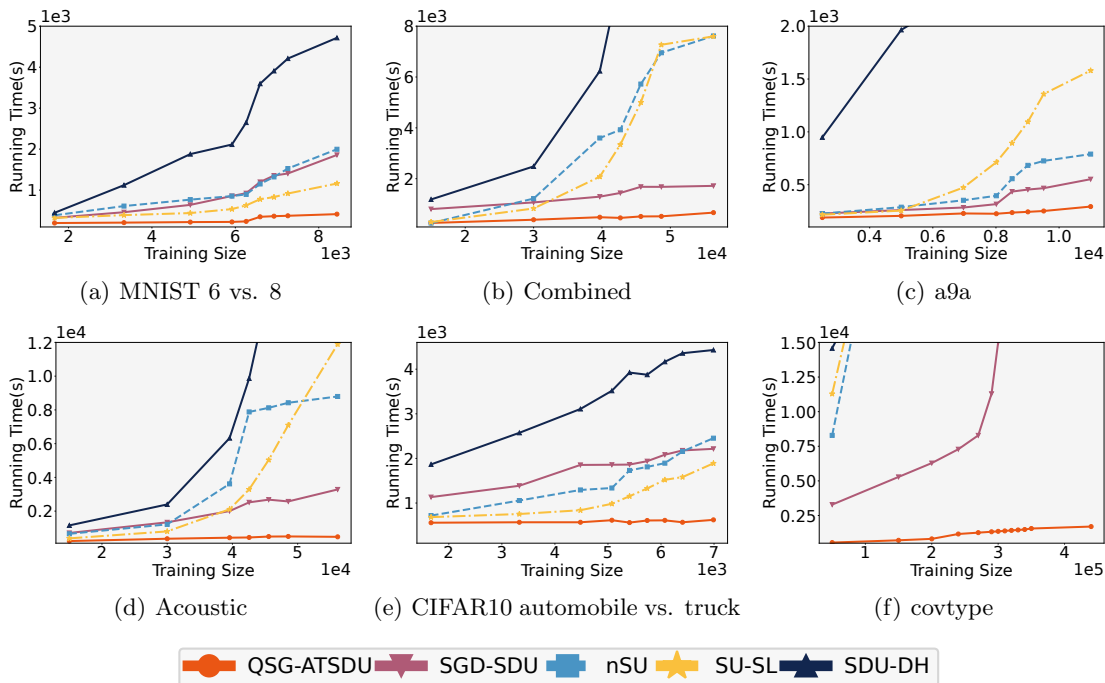 1e3
5
4
3
2
1
Running Time(s)
2
4
6
8
Training Size
1e3
(a) MNIST 6 vs. 8
1e3
8
6
4
2
Running Time(s)
2
3
4
5
Training Size
1e4
(b) Combined
1e3
2.0
1.5
1.0
0.5
Running Time(s)
0.4
0.6
0.8
1.0
Training Size
1e4
(c) a9a
1e4
1.2
1.0
0.8
0.6
0.4
0.2
Running Time(s)
2
3
4
5
Training Size
1e4
(d) Acoustic
1e3
4
3
2
1
Running Time(s)
2
3
4
5
6
7
Training Size
1e3
(e) CIFAR10 automobile vs. truck
1e4
1.50
1.25
1.00
0.75
0.50
0.25
Running Time(s)
1
2
3
4
Training Size
1e5
(f) covtype
QSG-ATSDU SGD-SDU nSU SU-SL SDU-DH